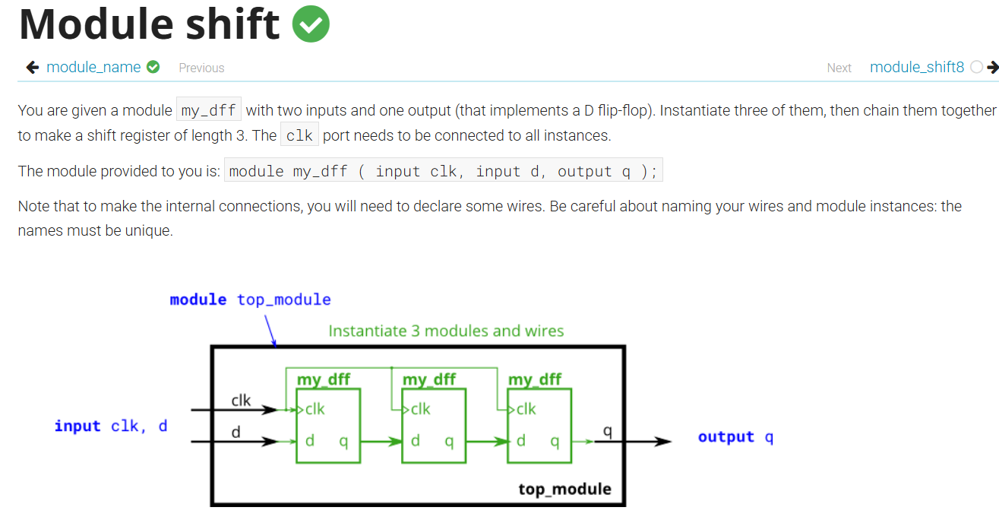 Module shift
module_name Previous Next module_shift8
You are given a module my_dff with two inputs and one output (that implements a D flip-flop). Instantiate three of them, then chain them together
to make a shift register of length 3. The clk port needs to be connected to all instances.
The module provided to you is: module my_dff ( input clk, input d, output q );
Note that to make the internal connections, you will need to declare some wires. Be careful about naming your wires and module instances: the
names must be unique.
module top_module
Instantiate 3 modules and wires
my_dff my_dff my_dff
clk clk clk clk
input clk, d
d d q d q d q q
output q
top_module